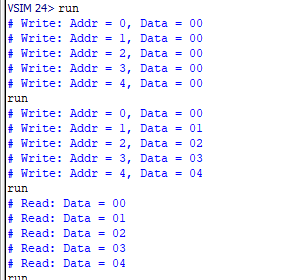 VSIM 24> run
# Write: Addr = 0, Data = 00
# Write: Addr = 1, Data = 00
# Write: Addr = 2, Data = 00
# Write: Addr = 3, Data = 00
# Write: Addr = 4, Data = 00
run
# Write: Addr = 0, Data = 00
# Write: Addr = 1, Data = 01
# Write: Addr = 2, Data = 02
# Write: Addr = 3, Data = 03
# Write: Addr = 4, Data = 04
run
# Read: Data = 00
# Read: Data = 01
# Read: Data = 02
# Read: Data = 03
# Read: Data = 04
run